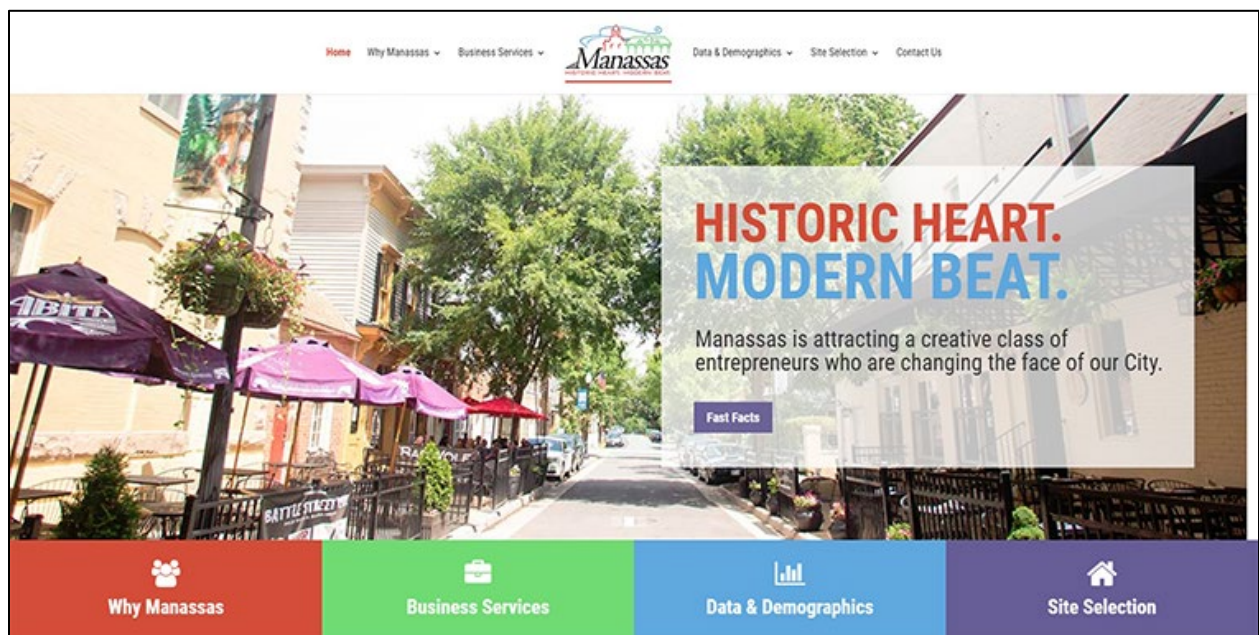 Home
Why Manassas
Business Services
Manassas
HISTORIC HEART. MODERN BEAT.
Data & Demographics
Site Selection
Contact Us
HISTORIC HEART.
MODERN BEAT.
Manassas is attracting a creative class of
entrepreneurs who are changing the face of our City.
Fast Facts
ABITA
BATTLE STREET
Why Manassas
Business Services
Data & Demographics
Site Selection